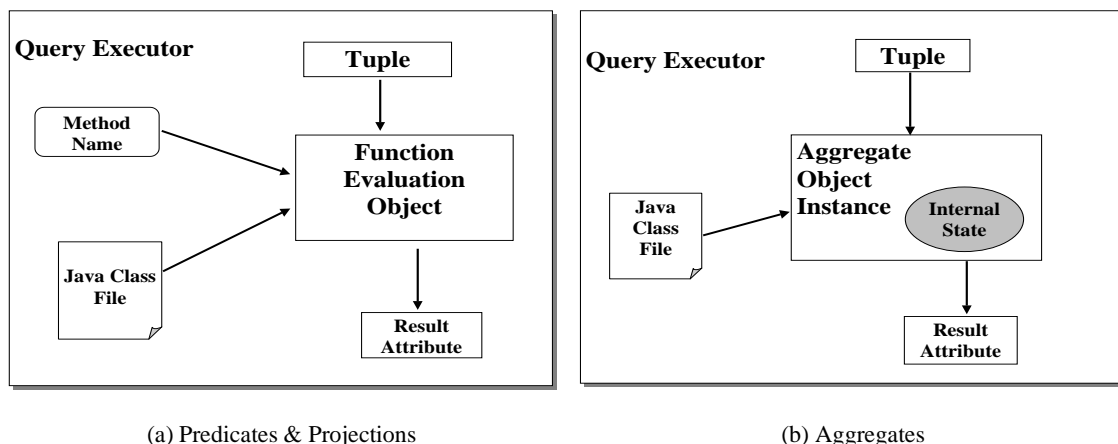 Query Executor
Tuple
Method
Name
Function
Evaluation
Object
Java Class
File
Result
Attribute
(a) Predicates & Projections
Query Executor
Tuple
Aggregate
Object
Instance
Internal
State
Java
Class
File
Result
Attribute
(b) Aggregates